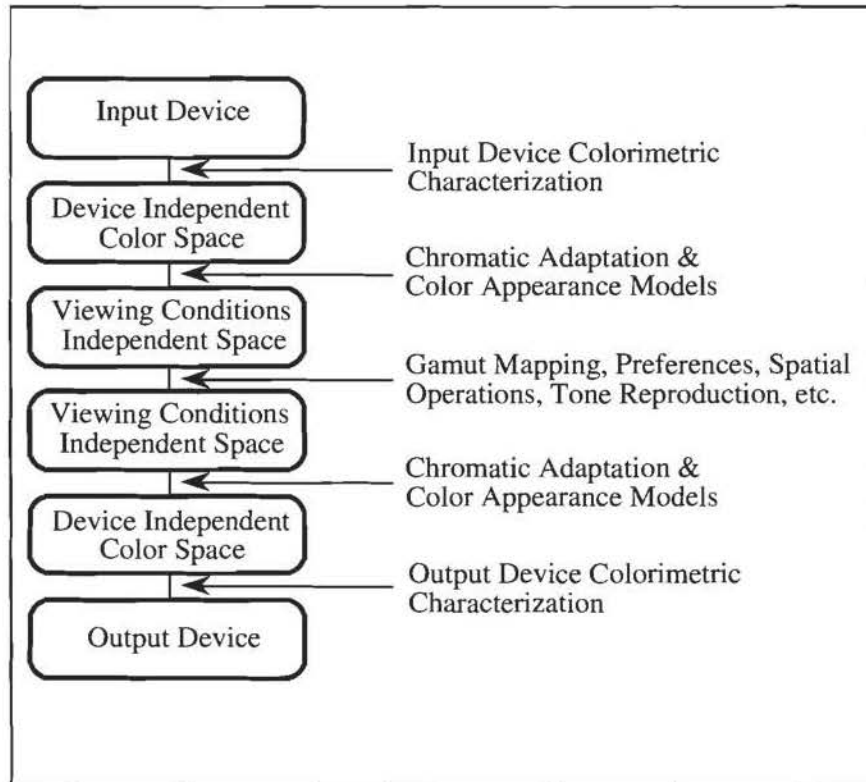 Input Device
Input Device Colorimetric
Characterization
Device Independent
Color Space
Chromatic Adaptation &
Color Appearance Models
Viewing Conditions
Independent Space
Gamut Mapping, Preferences, Spatial
Operations, Tone Reproduction, etc.
Viewing Conditions
Independent Space
Chromatic Adaptation &
Color Appearance Models
Device Independent
Color Space
Output Device Colorimetric
Characterization
Output Device